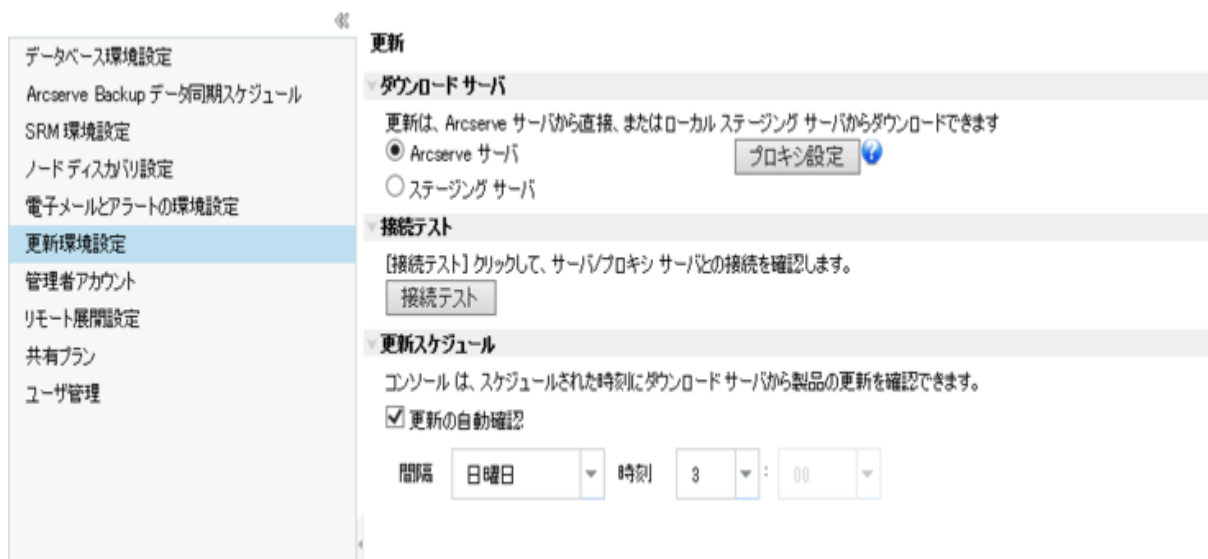 データベース環境設定
Arcserve Backup データ同期スケジュール
SRM 環境設定
ノード ディスカバリ設定
電子メールとアラートの環境設定
更新環境設定
管理者アカウント
リモート展開設定
共有プラン
ユーザ管理
更新
ダウンロード サーバ
更新は、Arcserve サーバから直接、またはローカル ステージング サーバからダウンロードできます
Arcserve サーバ
プロキシ設定
ステージング サーバ
接続テスト
[接続テスト] クリックして、サーバ/プロキシ サーバとの接続を確認します。
接続テスト
更新スケジュール
コンソール は、スケジュールされた時刻にダウンロード サーバから製品の更新を確認できます。
更新の自動確認
間隔 日曜日 時刻 3 : 00